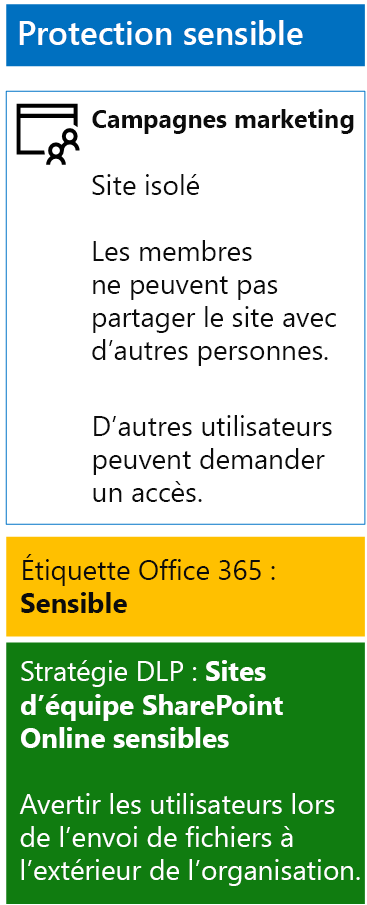 Protection sensible
Campagnes marketing
Site isolé
Les membres
ne peuvent pas
partager le site avec
d’autres personnes.
D’autres utilisateurs
peuvent demander
un accès.
Étiquette Office 365 :
Sensible
Stratégie DLP : Sites
d’équipe SharePoint
Online sensibles
Avertir les utilisateurs lors
de l’envoi de fichiers à
l’extérieur de l’organisation.